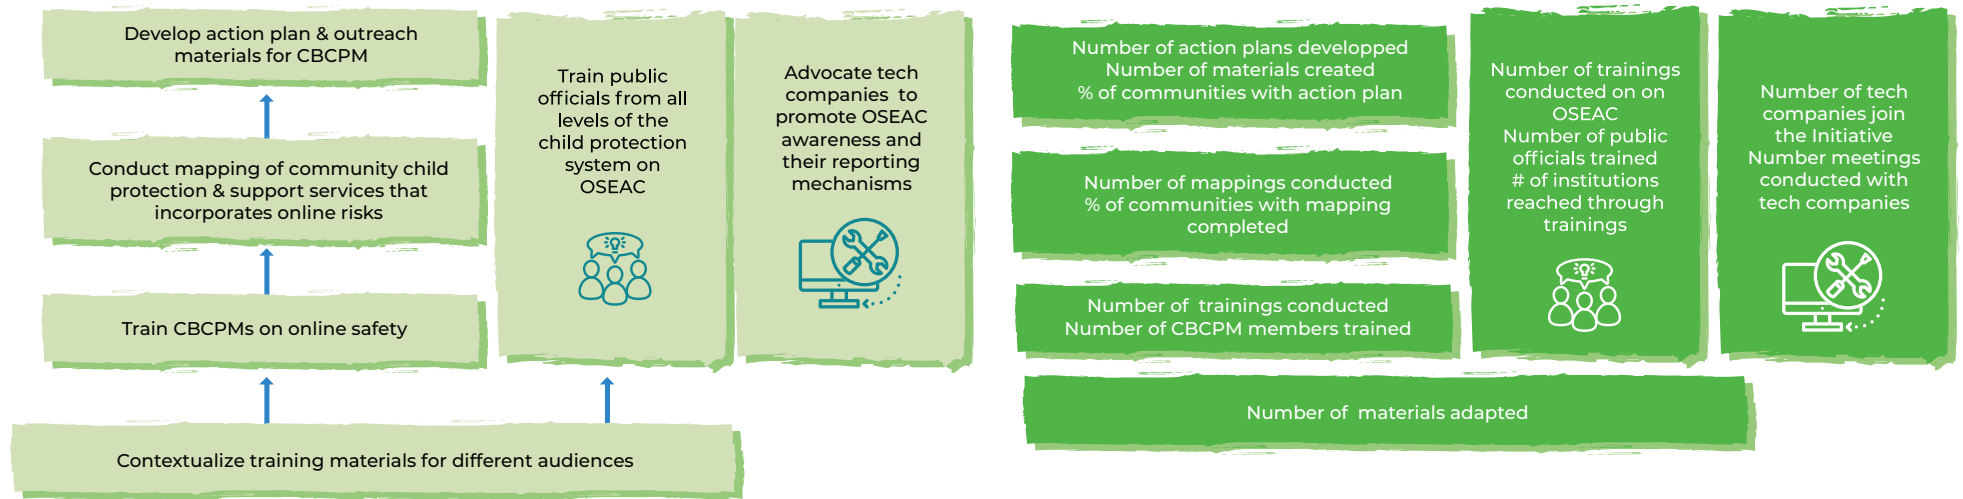 Develop action plan & outreach
materials for CBCPM
Conduct mapping of community child
protection & support services that
incorporates online risks
Train CBCPMs on online safety
Contextualize training materials for different audiences
Train public
officials from all
levels of the
child protection
system on
OSEAC
Advocate tech
companies to
promote OSEAC
awareness and
their reporting
mechanisms
Number of action plans developped
Number of materials created
% of communities with action plan
Number of mappings conducted
% of communities with mapping
completed
Number of trainings conducted
Number of CBCPM members trained
Number of materials adapted
Number of trainings
conducted on on
OSEAC
Number of public
officials trained
# of institutions
reached through
trainings
Number of tech
companies join
the Initiative
Number meetings
conducted with
tech companies